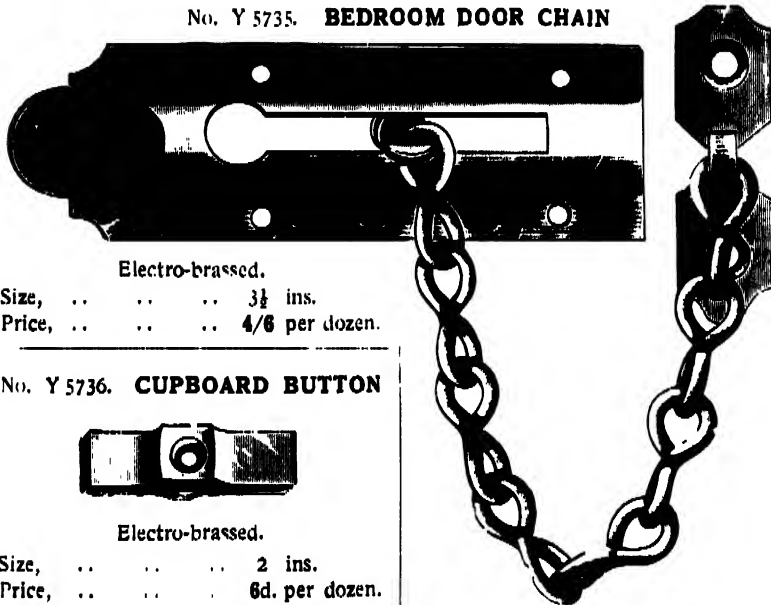 No. Y 5735. BEDROOM DOOR CHAIN
Electro-brassed.
Size, .. .. .. 3½ ins.
Price, .. .. .. 4/6 per dozen.
No. Y 5736. CUPBOARD BUTTON
Electro-brassed.
Size, .. .. .. 2 ins.
Price, .. .. . 6d. per dozen.